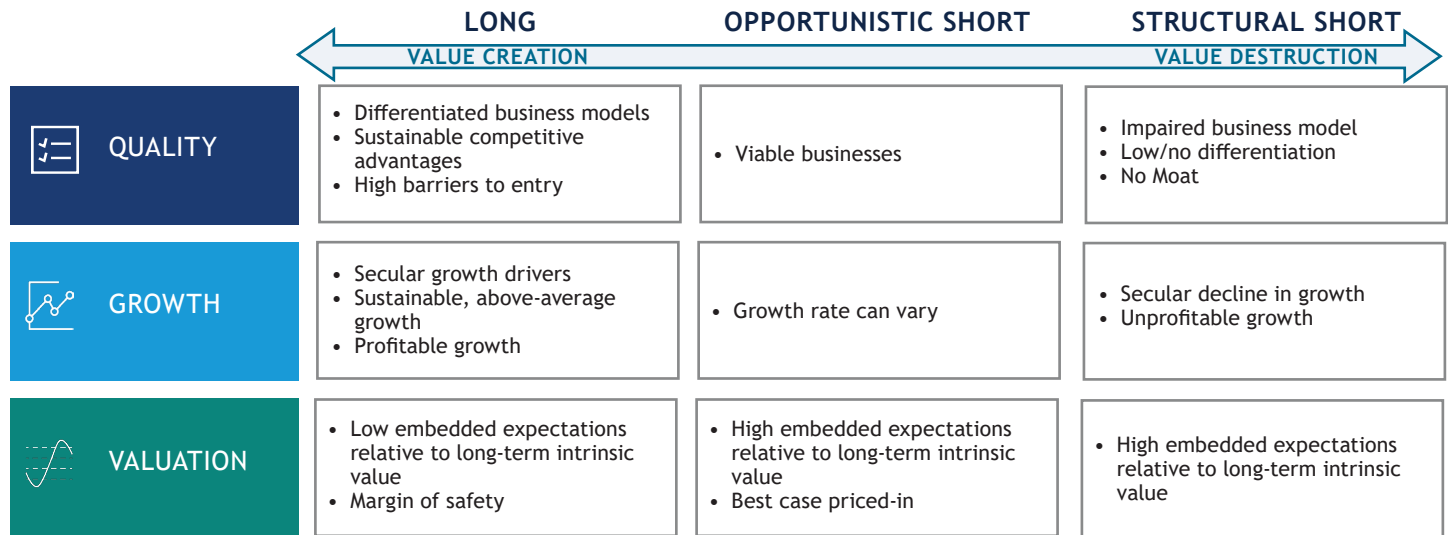 LONG
OPPORTUNISTIC SHORT
STRUCTURAL SHORT
VALUE CREATION
VALUE DESTRUCTION
QUALITY
• Differentiated business models
• Sustainable competitive
advantages
• High barriers to entry
• Viable businesses
• Impaired business model
• Low/no differentiation
• No Moat
GROWTH
• Secular growth drivers
• Sustainable, above-average
growth
• Profitable growth
• Growth rate can vary
• Secular decline in growth
• Unprofitable growth
VALUATION
• Low embedded expectations
relative to long-term intrinsic
value
• Margin of safety
• High embedded expectations
relative to long-term intrinsic
value
• Best case priced-in
• High embedded expectations
relative to long-term intrinsic
value